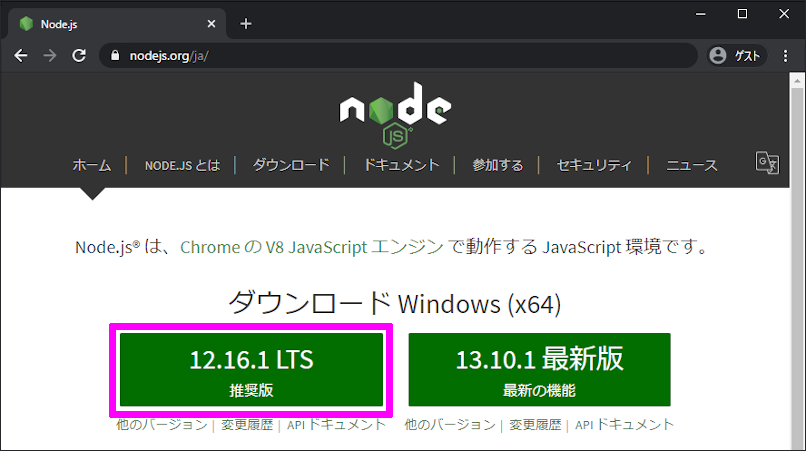 Node.js
nodejs.org/ja/
ゲスト
node
JS
ホーム | NODE.JS とは | ダウンロード | ドキュメント | 参加する | セキュリティ | ニュース
Node.js® は、Chrome の V8 JavaScript エンジン で動作する JavaScript 環境です。
ダウンロード Windows (x64)
12.16.1 LTS
推奨版
13.10.1 最新版
最新の機能
他のバージョン | 変更履歴 | API ドキュメント
他のバージョン | 変更履歴 | API ドキュメント